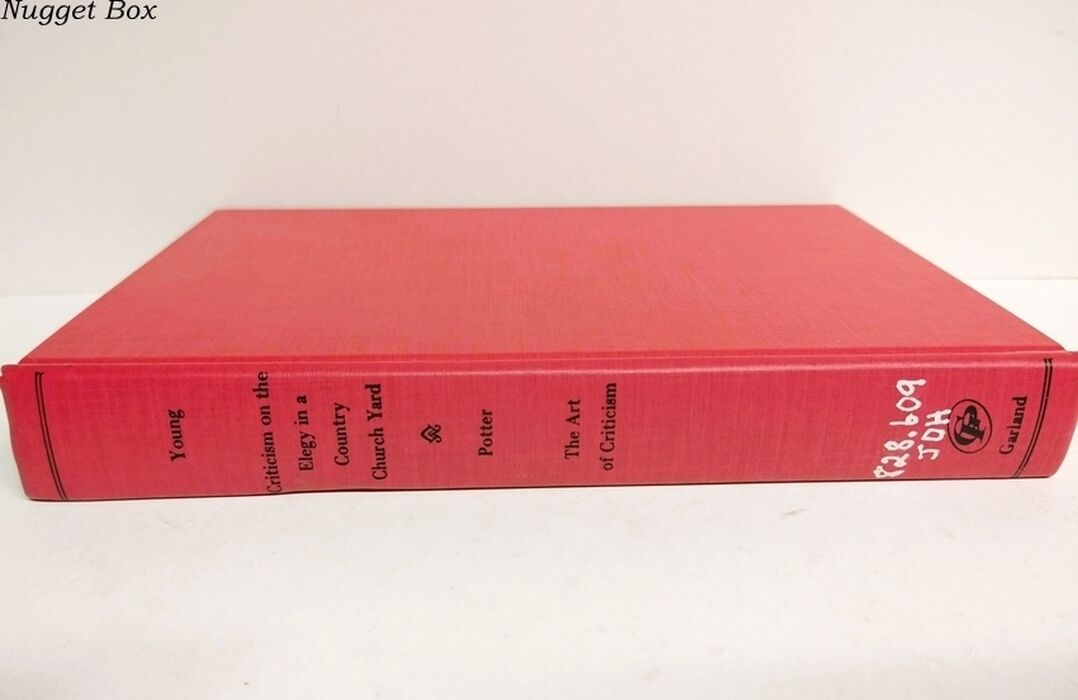 Nugget Box
Young
Criticism on the
Elegy in a
Country
Church Yard
Potter
The Art
of Criticism
828.609
JOH
Garland